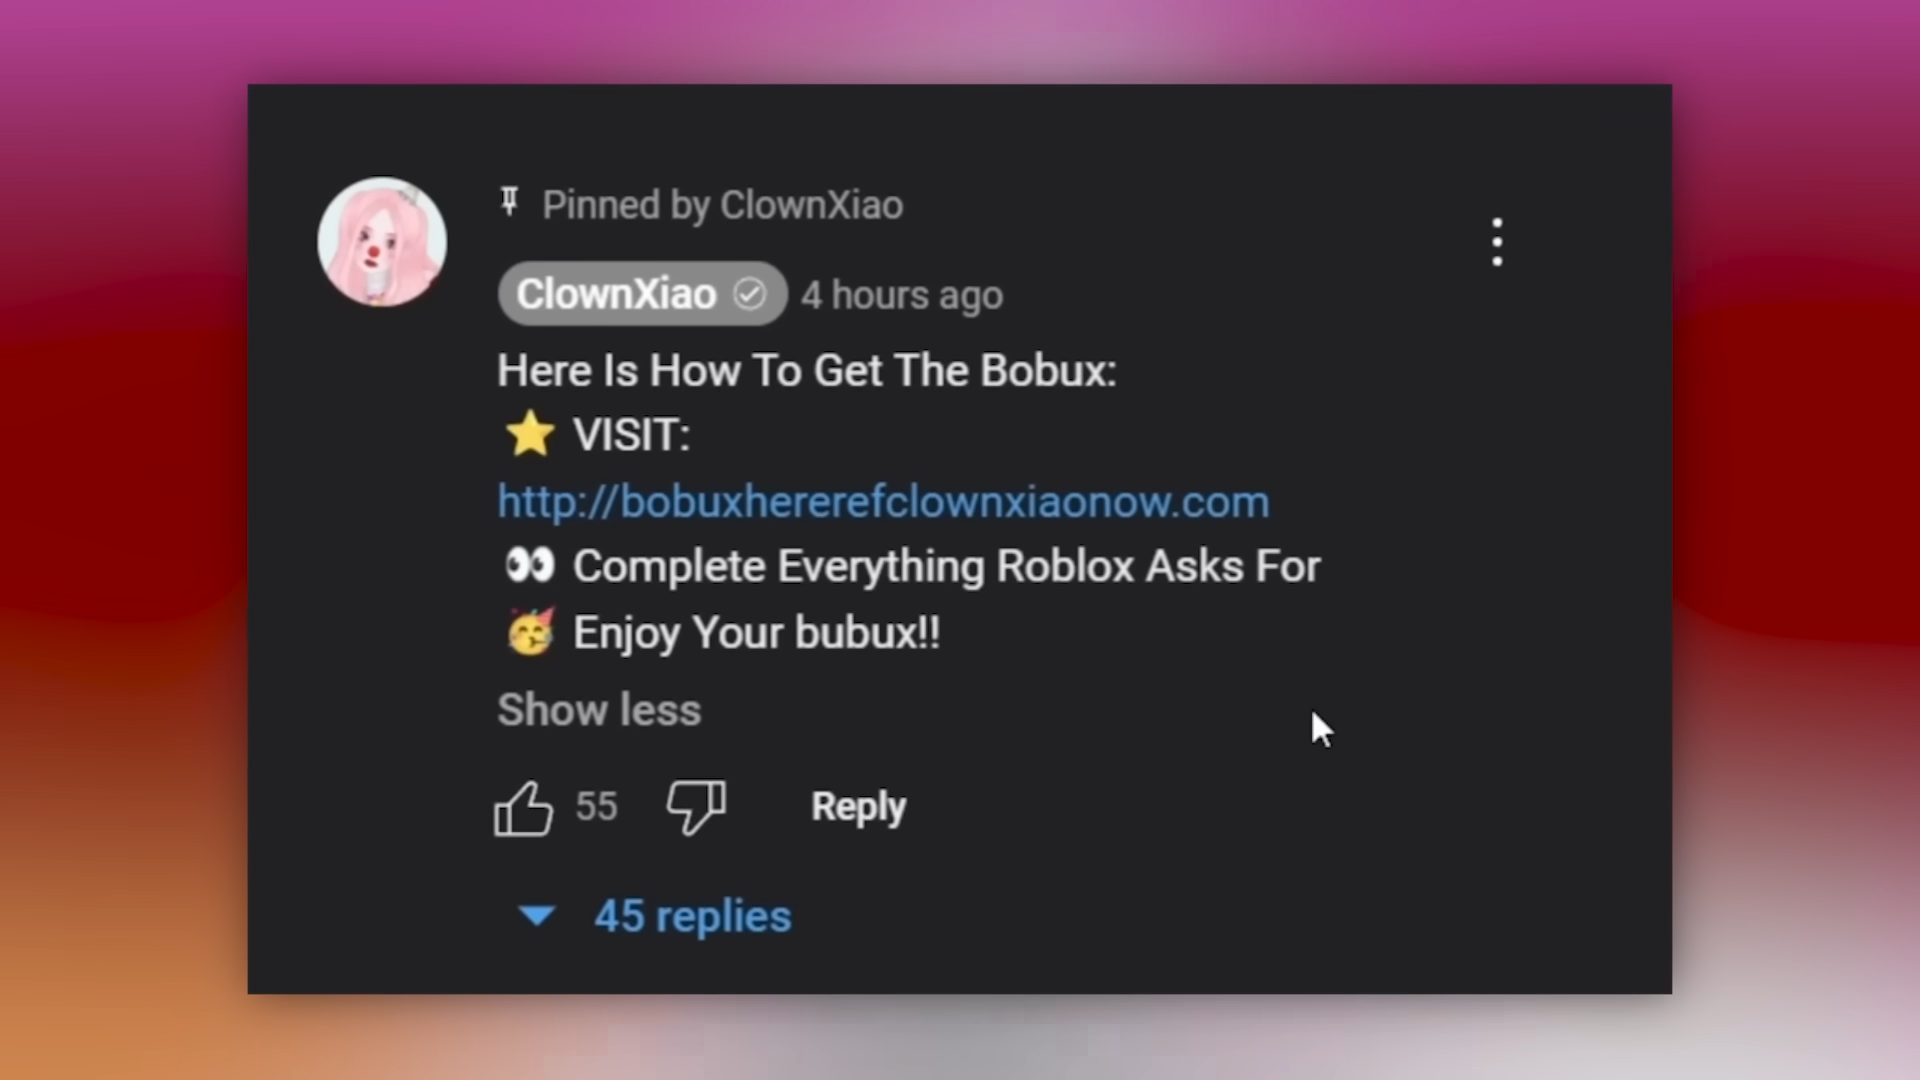 Pinned by ClownXiao
ClownXiao 4 hours ago
Here Is How To Get The Bobux:
⭐ VISIT:
http://bobuxhererefclownxiaonow.com
👀 Complete Everything Roblox Asks For
🥳 Enjoy Your bubux!!
Show less
55 Reply
45 replies